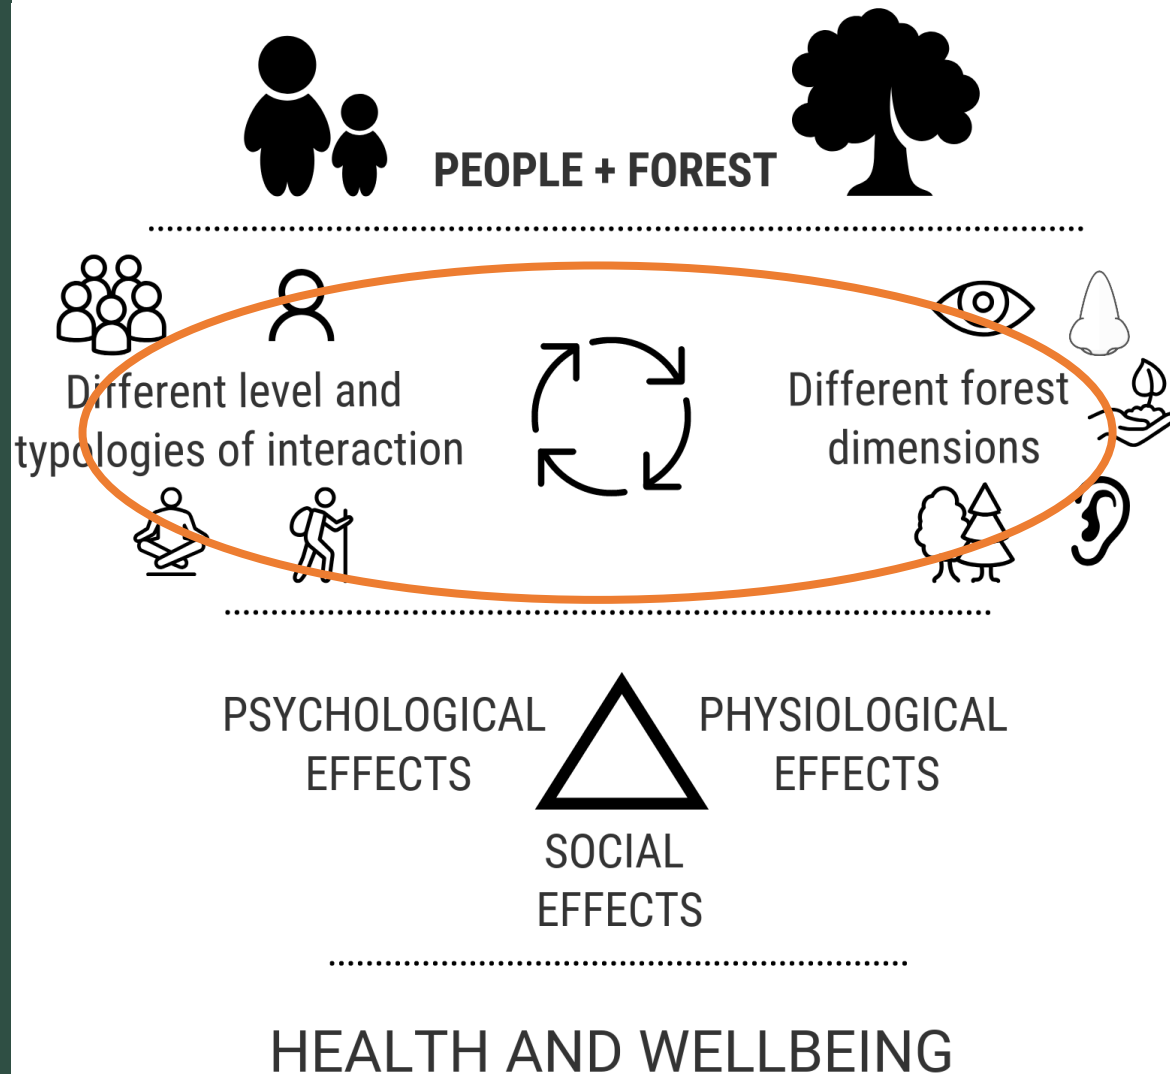 PEOPLE + FOREST
Different level and
typologies of interaction
Different forest
dimensions
PSYCHOLOGICAL
EFFECTS
PHYSIOLOGICAL
EFFECTS
SOCIAL
EFFECTS
HEALTH AND WELLBEING